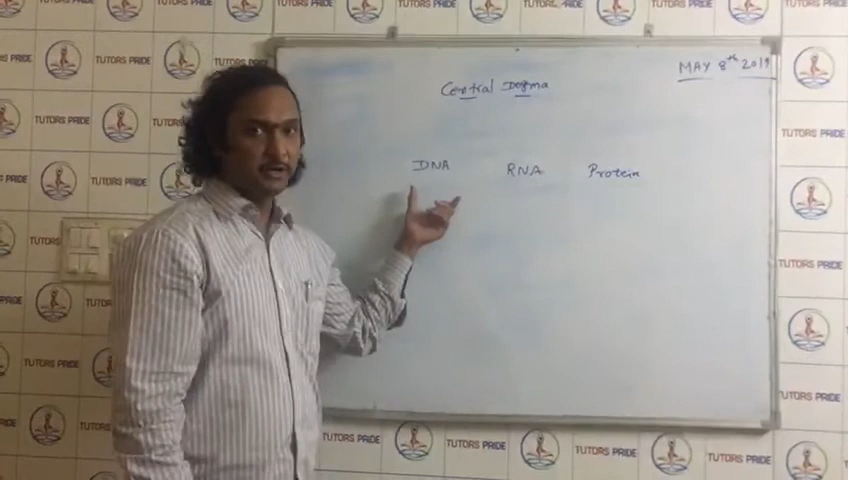 MAY 8th 2019
Central Dogma
DNA RNA Protein
TUTORS PRIDE